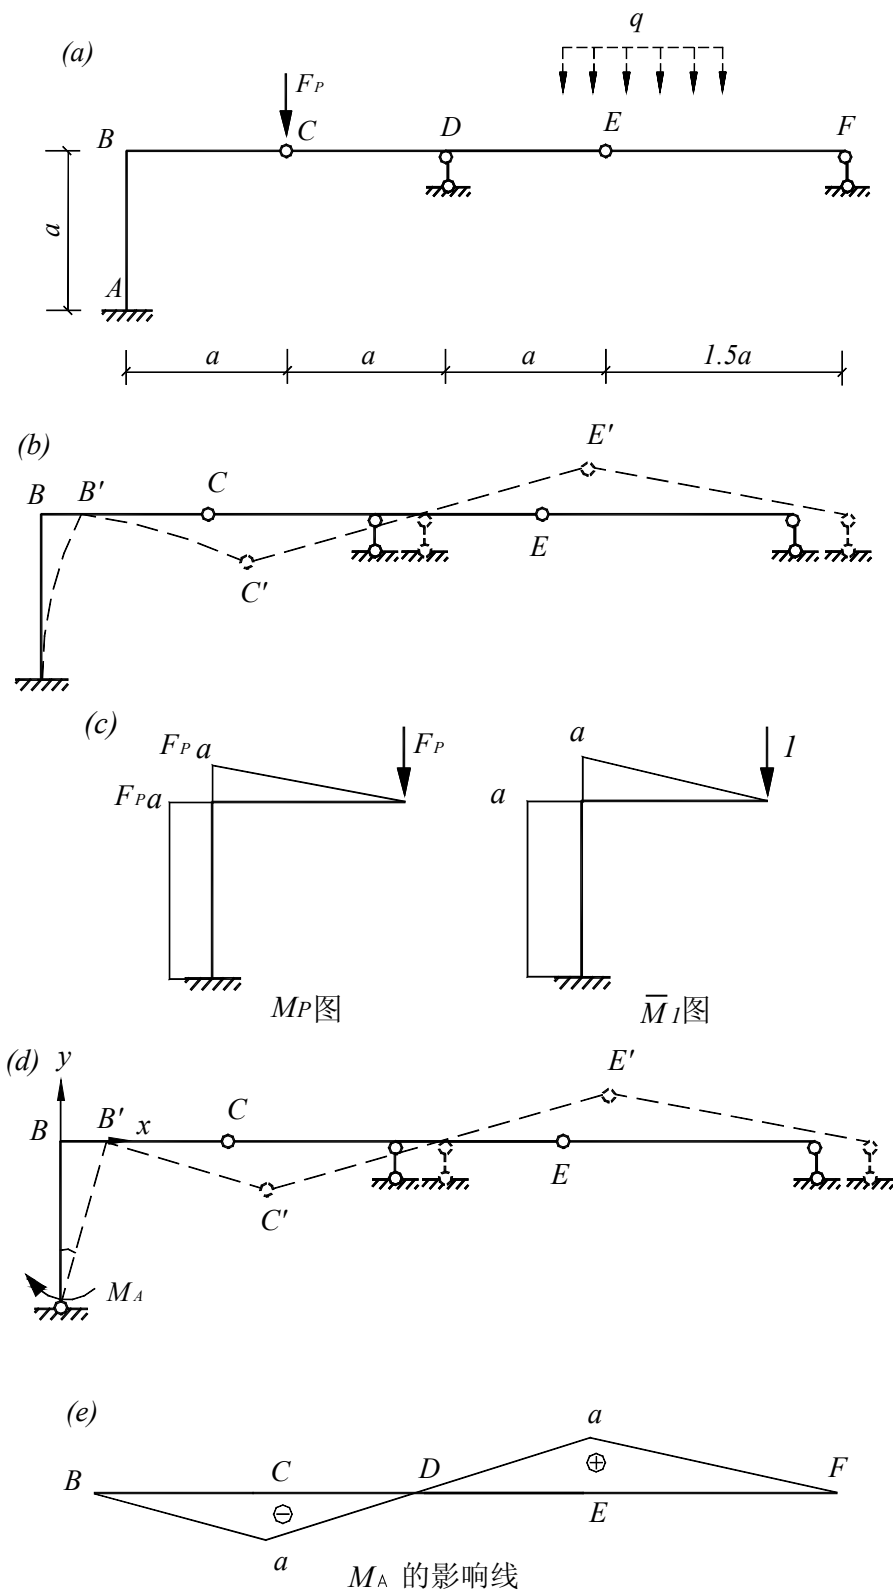 (a)
q
F_P
B
C
D
E
F
a
A
a
a
a
1.5a
(b)
B
B'
C
E'
C'
E
(c)
F_P a
F_P
F_P a
a
1
a
M_P图
M̄_1图
(d)
y
B
B'
x
C
E'
C'
E
M_A
(e)
a
B
C
D
F
E
a
M_A 的影响线